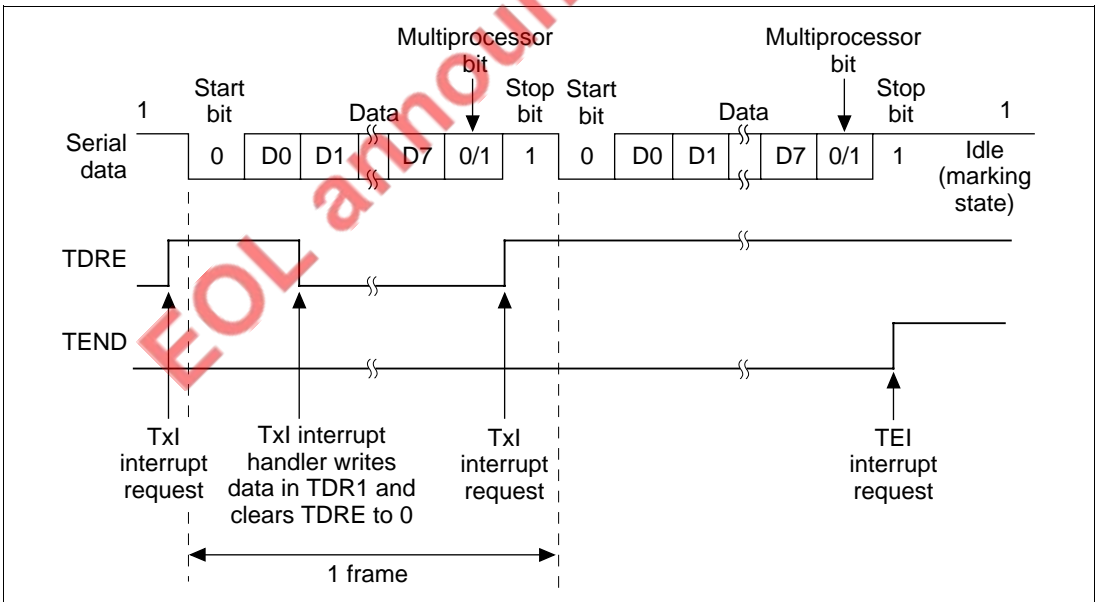 Multiprocessor bit
Multiprocessor bit
1
Start bit
Data
Stop bit
Start bit
Data
Stop bit
1
Serial data
0 D0 D1 D7 0/1 1 0 D0 D1 D7 0/1 1
Idle (marking state)
TDRE
TEND
TxI interrupt request
TxI interrupt handler writes data in TDR1 and clears TDRE to 0
TxI interrupt request
TEI interrupt request
1 frame
EOL